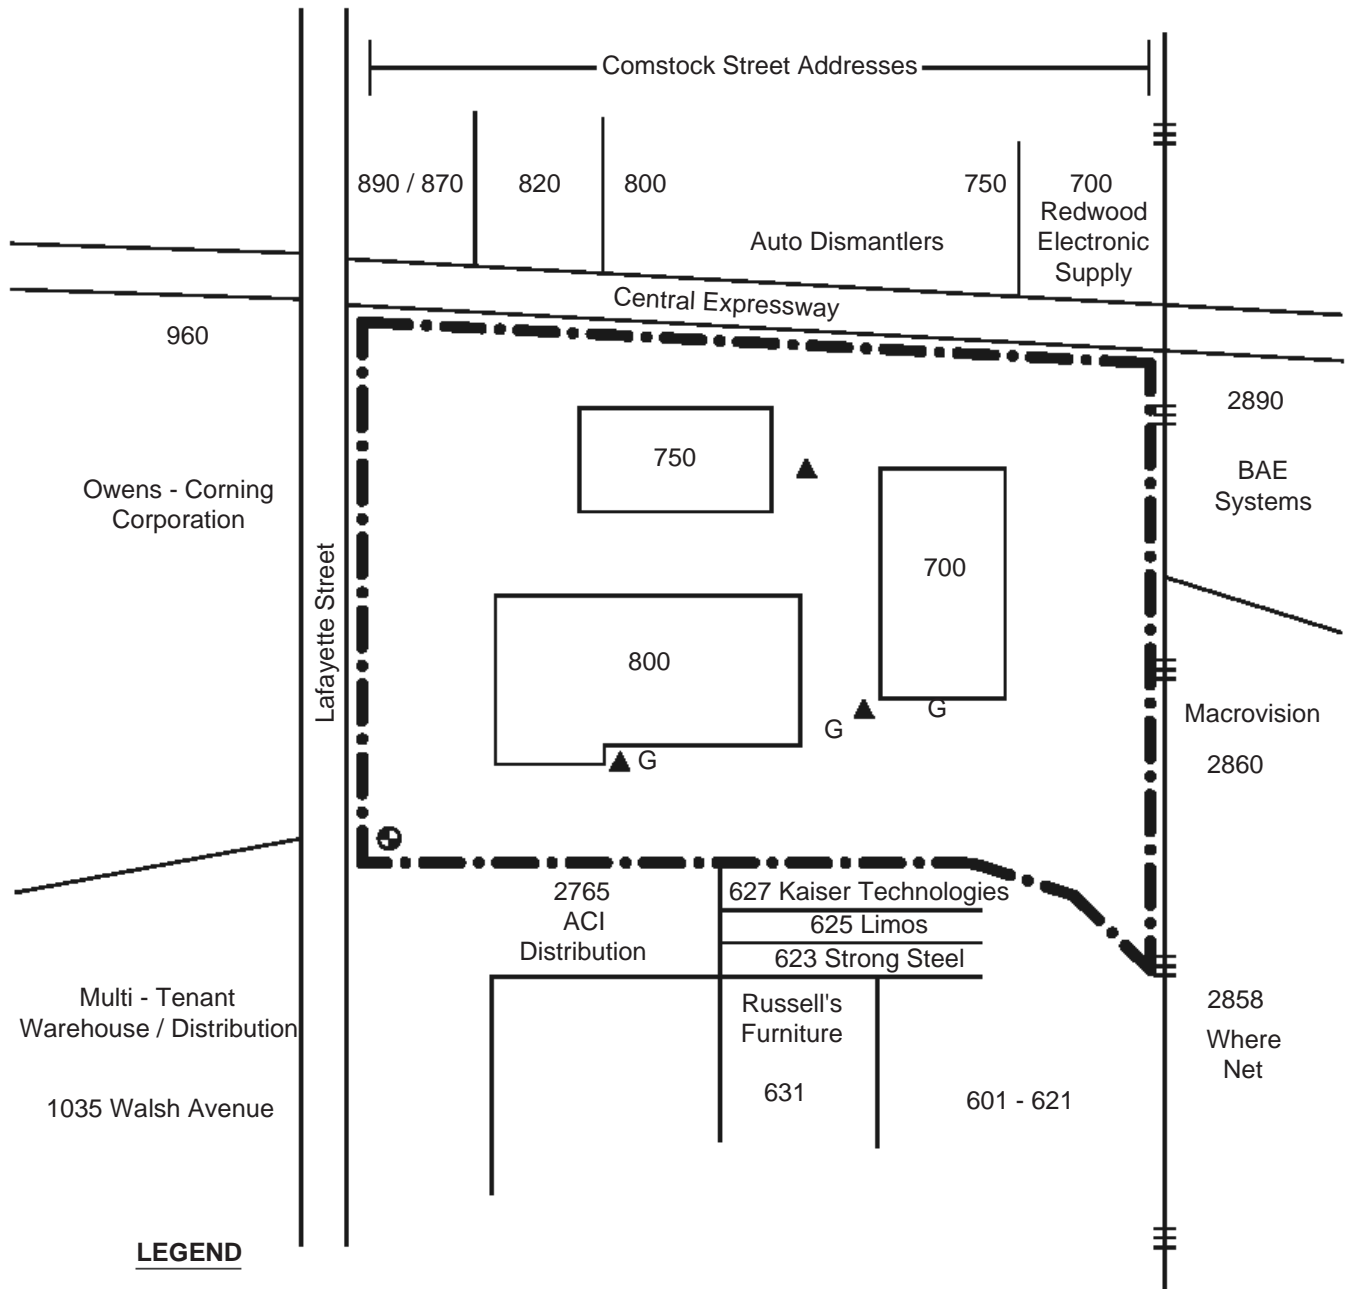 Comstock Street Addresses
890 / 870
820
800
750
700
Redwood
Electronic
Supply
Auto Dismantlers
Central Expressway
960
2890
750
BAE
Systems
Owens - Corning
Corporation
700
Lafayette Street
800
G
Macrovision
G
G
2860
2765
ACI
Distribution
627 Kaiser Technologies
625 Limos
623 Strong Steel
Multi - Tenant
Warehouse / Distribution
1035 Walsh Avenue
Russell's
Furniture
631
601 - 621
2858
Where
Net
LEGEND